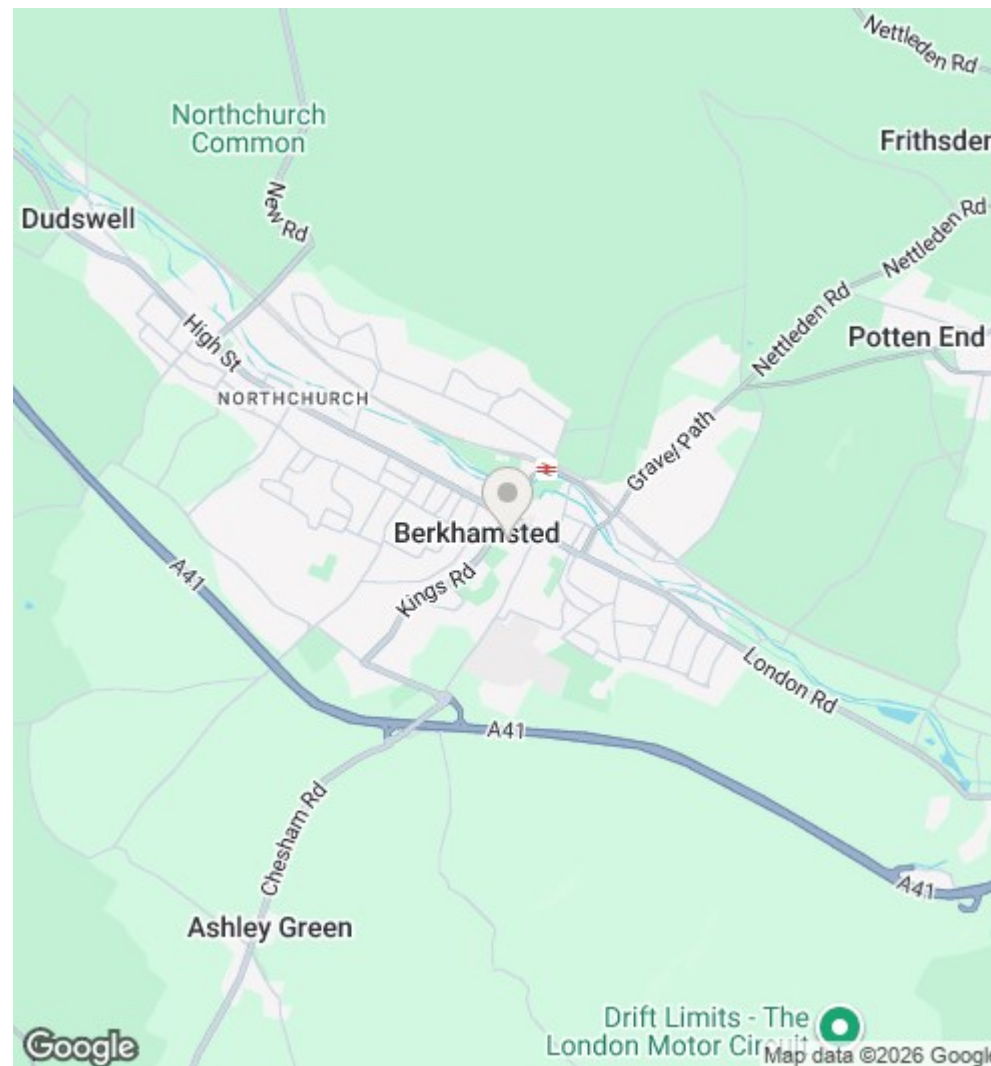 Nettleden Rd
Northchurch
Common
Frithsden
New Rd
Nettleden Rd
Dudswell
Nettleden Rd
High St
Potten End
NORTHCHURCH
Gravel Path
Berkhamsted
A41
Kings Rd
London Rd
A41
Chesham Rd
A41
Ashley Green
Drift Limits - The
London Motor Circuit
Google
Map data ©2026 Google